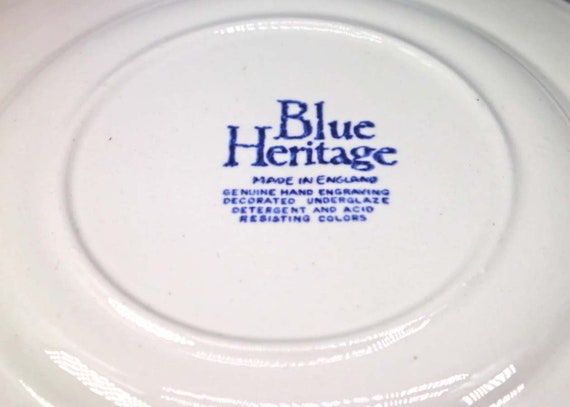 Blue
Heritage
MADE IN ENGLAND
GENUINE HAND ENGRAVING
DECORATED UNDERGLAZE
DETERGENT AND ACID
RESISTING COLORS